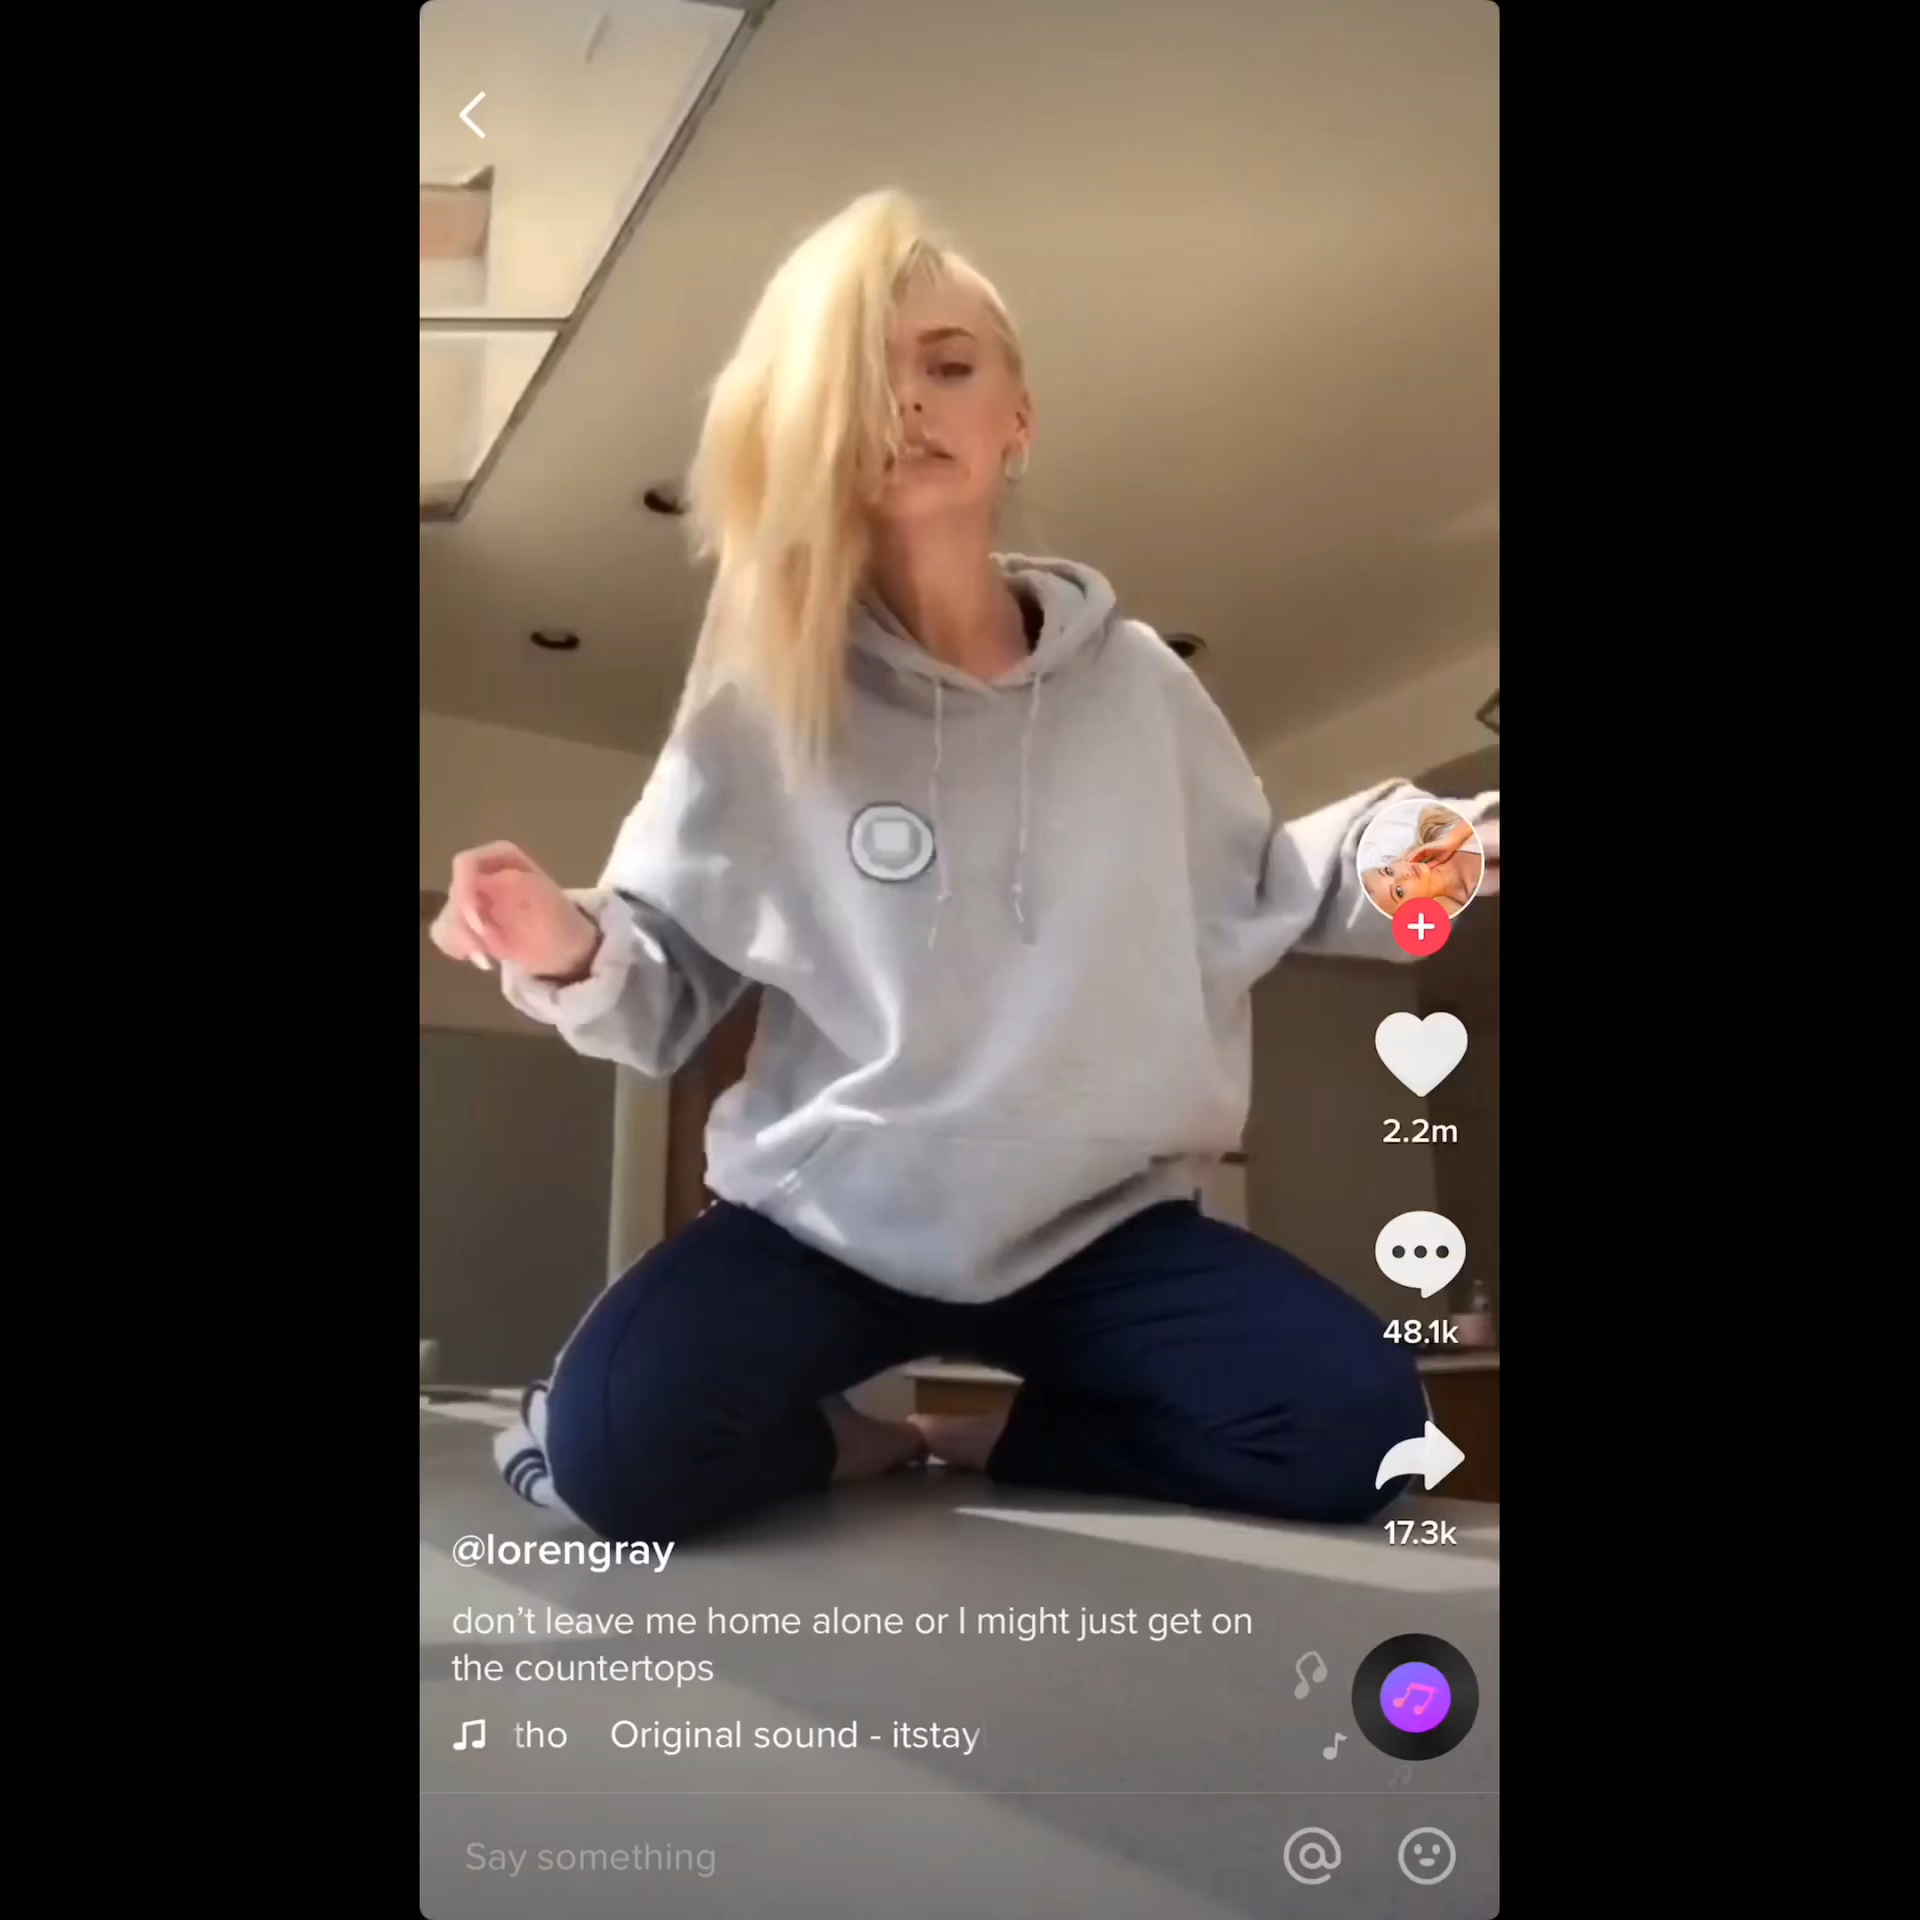 2.2m
48.1k
17.3k
@lorengray
don't leave me home alone or I might just get on
the countertops
tho Original sound - itstay
Say something